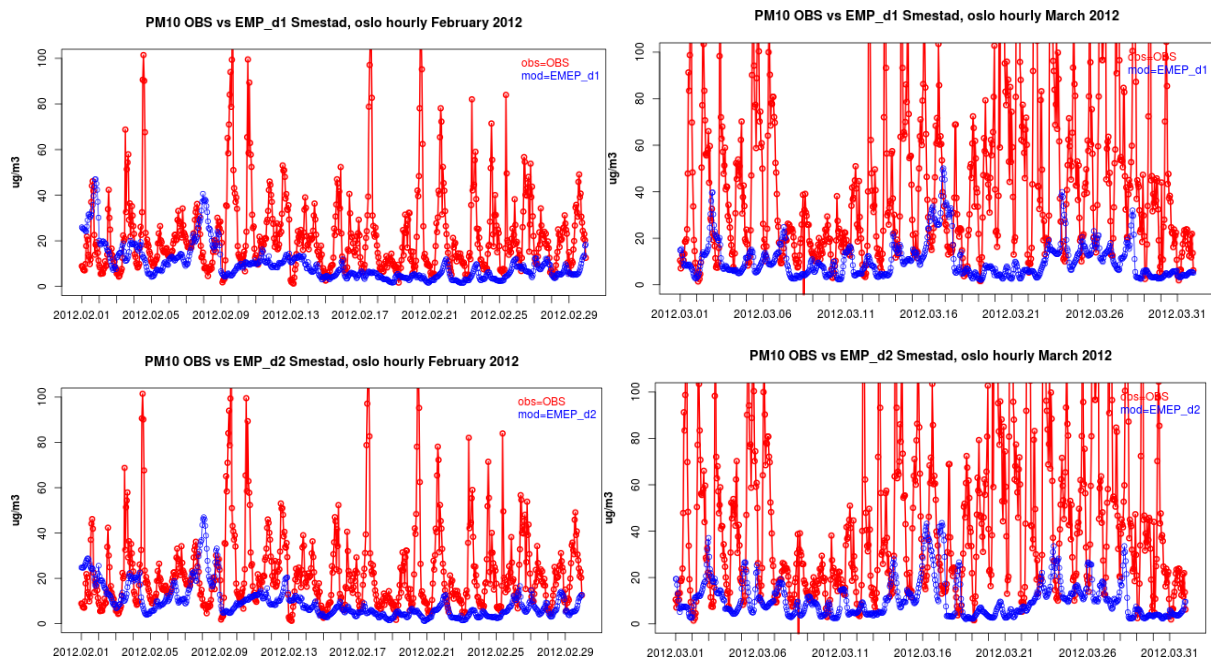 PM10 OBS vs EMP_d1 Smestad, oslo hourly February 2012
ug/m3
0 20 40 60 80 100
obs=OBS
mod=EMEP_d1
2012.02.01 2012.02.05 2012.02.09 2012.02.13 2012.02.17 2012.02.21 2012.02.25 2012.02.29
PM10 OBS vs EMP_d1 Smestad, oslo hourly March 2012
ug/m3
0 20 40 60 80 100
obs=OBS
mod=EMEP_d1
2012.03.01 2012.03.06 2012.03.11 2012.03.16 2012.03.21 2012.03.26 2012.03.31
PM10 OBS vs EMP_d2 Smestad, oslo hourly February 2012
ug/m3
0 20 40 60 80 100
obs=OBS
mod=EMEP_d2
2012.02.01 2012.02.05 2012.02.09 2012.02.13 2012.02.17 2012.02.21 2012.02.25 2012.02.29
PM10 OBS vs EMP_d2 Smestad, oslo hourly March 2012
ug/m3
0 20 40 60 80 100
obs=OBS
mod=EMEP_d2
2012.03.01 2012.03.06 2012.03.11 2012.03.16 2012.03.21 2012.03.26 2012.03.31